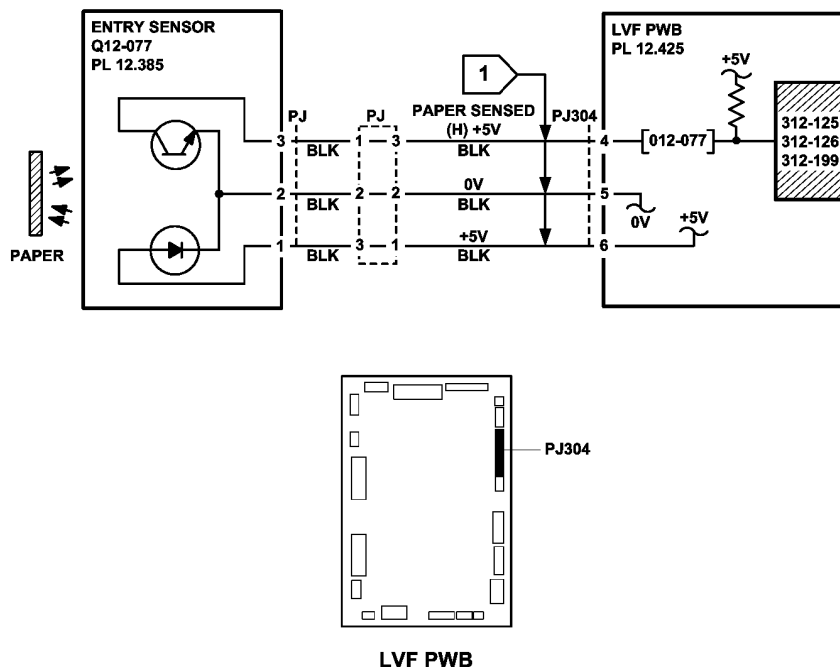 ENTRY SENSOR
Q12-077
PL 12.385
LVF PWB
PL 12.425
+5V
1
PJ
PJ
PAPER SENSED
(H) +5V
PJ304
3
BLK
1
3
BLK
4
[012-077]
312-125
312-126
312-199
2
BLK
2
2
0V
BLK
5
0V
+5V
1
BLK
3
1
+5V
BLK
6
PAPER
PJ304
LVF PWB